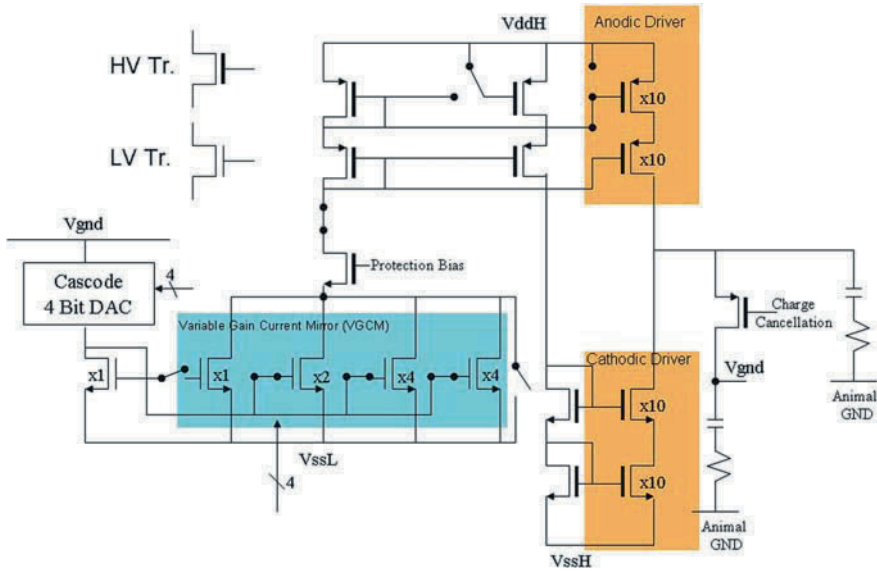 VddH
Anodic Driver
HV Tr.
x10
LV Tr.
x10
Vgnd
Cascode
4 Bit DAC
4
Protection Bias
Charge
Cancellation
Variable Gain Current Mirror (VGCM)
x1
x1
x2
x4
x4
Cathodic Driver
Vgnd
x10
Animal
GND
VssL
4
x10
Animal
GND
VssH